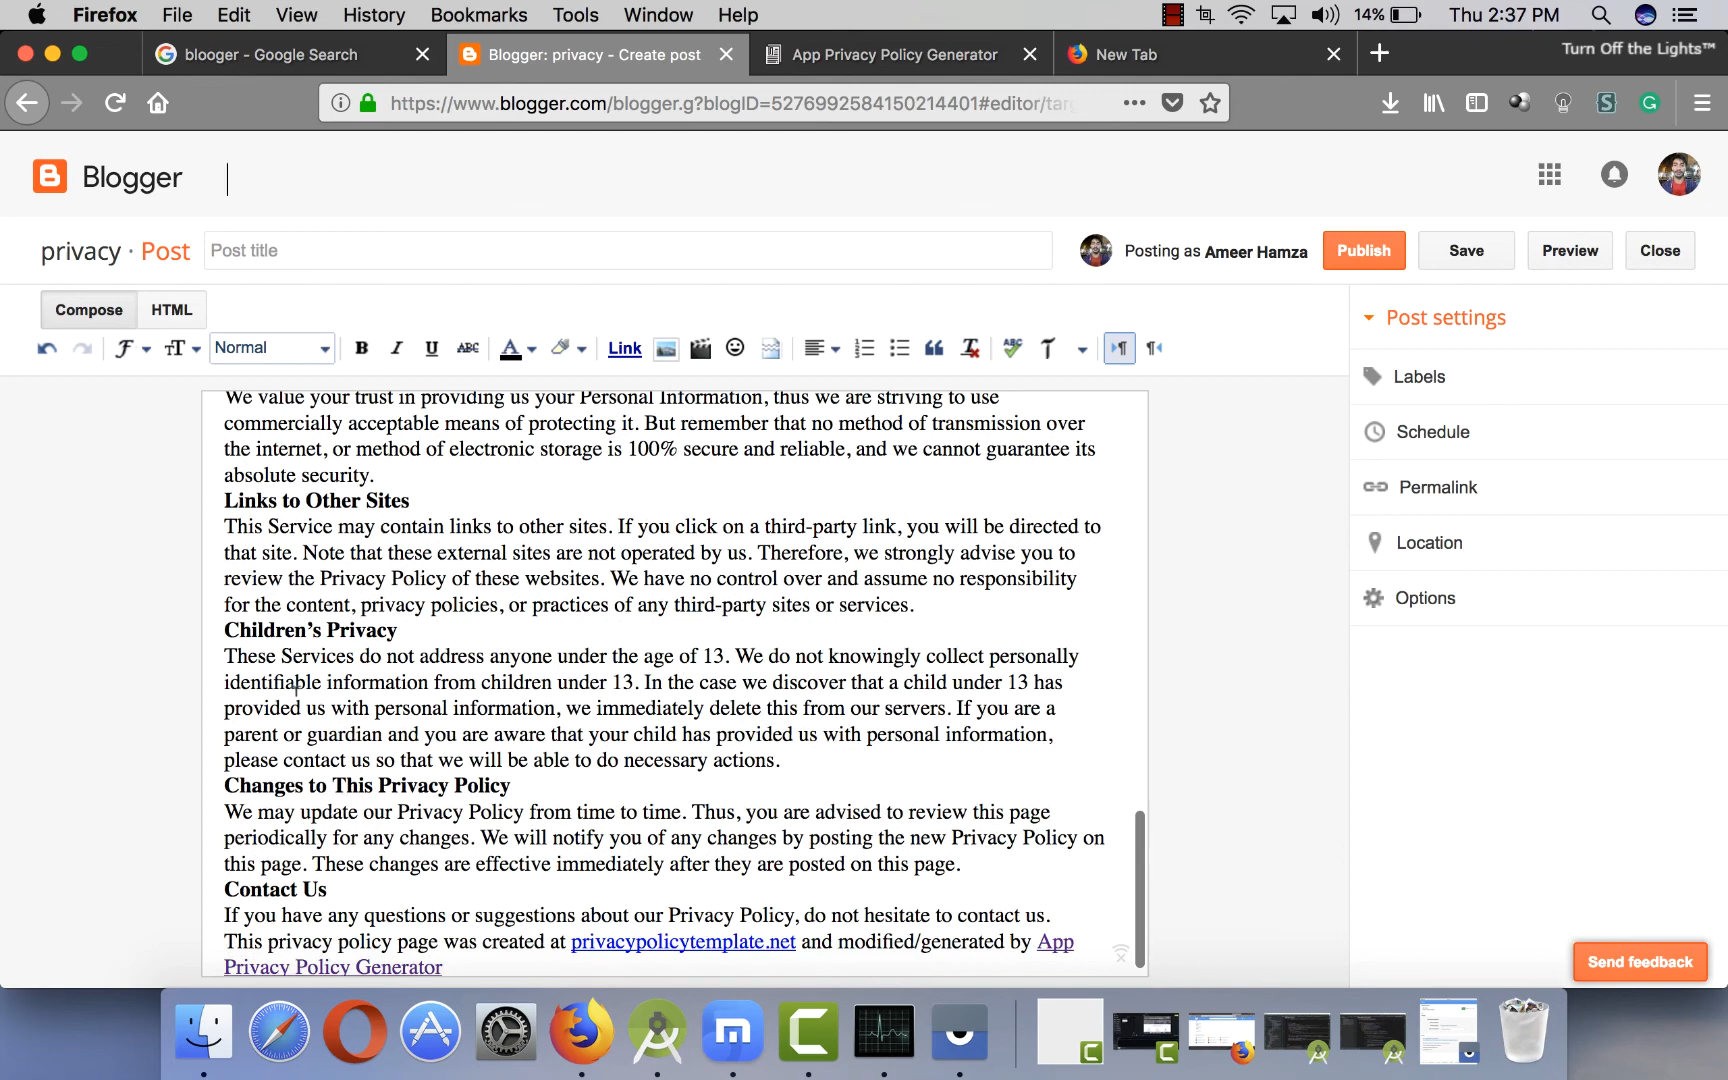 Firefox File Edit View History Bookmarks Tools Window Help 14% Thu 2:37 PM
blooger - Google Search Blogger: privacy - Create post App Privacy Policy Generator New Tab Turn Off the Lights™
https://www.blogger.com/blogger.g?blogID=5276992584150214401#editor/tar
Blogger
privacy · Post Post title Posting as Ameer Hamza Publish Save Preview Close
Compose HTML
Normal Link
Post settings
Labels
Schedule
Permalink
Location
Options
We value your trust in providing us your Personal Information, thus we are striving to use
commercially acceptable means of protecting it. But remember that no method of transmission over
the internet, or method of electronic storage is 100% secure and reliable, and we cannot guarantee its
absolute security.
Links to Other Sites
This Service may contain links to other sites. If you click on a third-party link, you will be directed to
that site. Note that these external sites are not operated by us. Therefore, we strongly advise you to
review the Privacy Policy of these websites. We have no control over and assume no responsibility
for the content, privacy policies, or practices of any third-party sites or services.
Children’s Privacy
These Services do not address anyone under the age of 13. We do not knowingly collect personally
identifiable information from children under 13. In the case we discover that a child under 13 has
provided us with personal information, we immediately delete this from our servers. If you are a
parent or guardian and you are aware that your child has provided us with personal information,
please contact us so that we will be able to do necessary actions.
Changes to This Privacy Policy
We may update our Privacy Policy from time to time. Thus, you are advised to review this page
periodically for any changes. We will notify you of any changes by posting the new Privacy Policy on
this page. These changes are effective immediately after they are posted on this page.
Contact Us
If you have any questions or suggestions about our Privacy Policy, do not hesitate to contact us.
This privacy policy page was created at privacypolicytemplate.net and modified/generated by App
Privacy Policy Generator
Send feedback